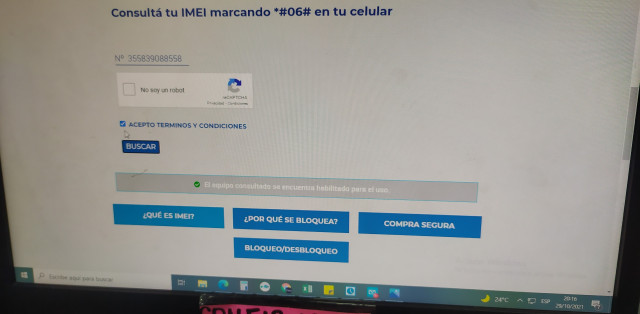 Consultá tu IMEI marcando *#06# en tu celular
Nº 355839088558
No soy un robot
reCAPTCHA
Privacidad - Condiciones
ACEPTO TERMINOS Y CONDICIONES
BUSCAR
El equipo consultado se encuentra habilitado para el uso.
¿QUÉ ES IMEI?
¿POR QUÉ SE BLOQUEA?
COMPRA SEGURA
BLOQUEO/DESBLOQUEO
Escribe aquí para buscar
24°C
ESP
20:16
29/10/2021